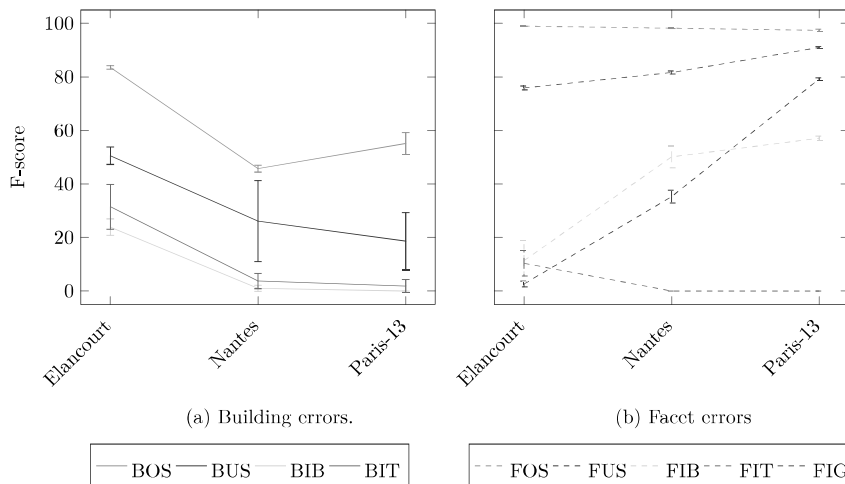 100
80
60
40
20
0
F-score
Elancourt
Nantes
Paris-13
Elancourt
Nantes
Paris-13
(a) Building errors.
(b) Facet errors
BOS BUS BIB BIT
FOS FUS FIB FIT FIG